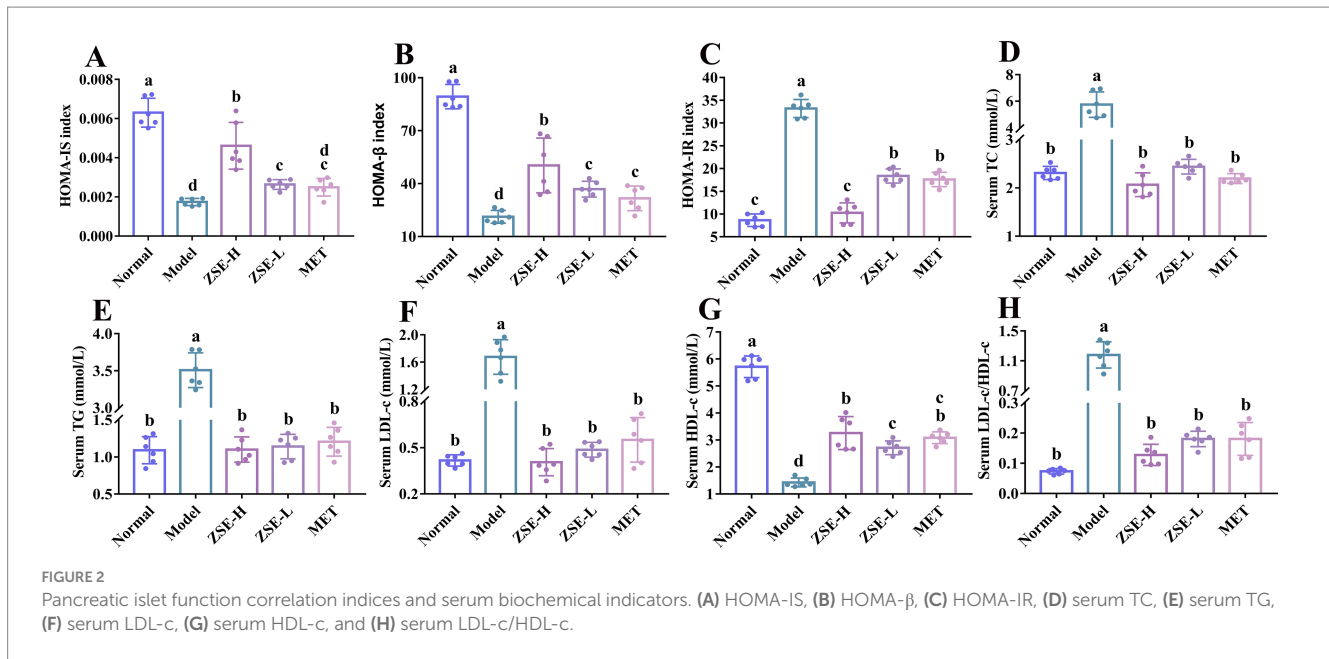 A
HOMA-IS index
0.008
0.006
0.004
0.002
0.000
a
d
b
c
d
c
Normal
Model
ZSE-H
ZSE-L
MET
B
HOMA-β index
100
70
40
10
a
d
b
c
c
Normal
Model
ZSE-H
ZSE-L
MET
C
HOMA-IR index
40
35
30
25
20
15
10
5
c
a
c
b
b
Normal
Model
ZSE-H
ZSE-L
MET
D
Serum TC (mmol/L)
8
6
4
3
2
1
b
a
b
b
b
Normal
Model
ZSE-H
ZSE-L
MET
E
Serum TG (mmol/L)
4.0
3.5
3.0
1.5
1.0
0.5
b
a
b
b
b
Normal
Model
ZSE-H
ZSE-L
MET
F
Serum LDL-c (mmol/L)
2.0
1.6
1.2
0.8
0.5
0.2
b
a
b
b
b
Normal
Model
ZSE-H
ZSE-L
MET
G
Serum HDL-c (mmol/L)
7
6
5
4
3
2
1
a
d
b
c
c
b
Normal
Model
ZSE-H
ZSE-L
MET
H
Serum LDL-c/HDL-c
1.5
1.1
0.7
0.3
0.2
0.1
0.0
b
a
b
b
b
Normal
Model
ZSE-H
ZSE-L
MET
FIGURE 2
Pancreatic islet function correlation indices and serum biochemical indicators. (A) HOMA-IS, (B) HOMA-β, (C) HOMA-IR, (D) serum TC, (E) serum TG,
(F) serum LDL-c, (G) serum HDL-c, and (H) serum LDL-c/HDL-c.